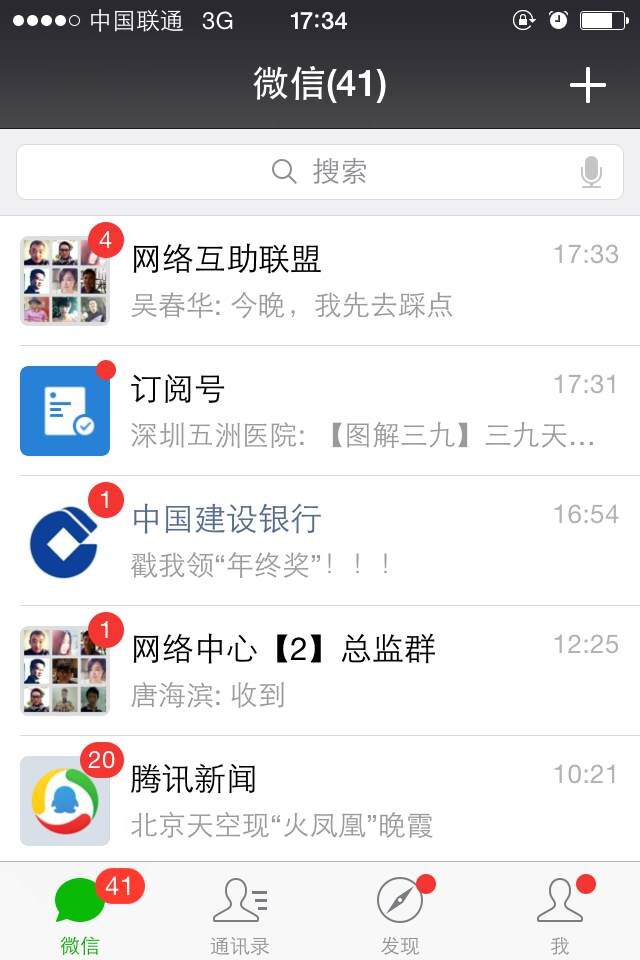 中国联通 3G 17:34
微信(41)
搜索
4
网络互助联盟 17:33
吴春华: 今晚，我先去踩点
订阅号 17:31
深圳五洲医院: 【图解三九】三九天...
1
中国建设银行 16:54
戳我领“年终奖”！！！
1
网络中心【2】总监群 12:25
唐海滨: 收到
20
腾讯新闻 10:21
北京天空现“火凤凰”晚霞
41
微信 通讯录 发现 我